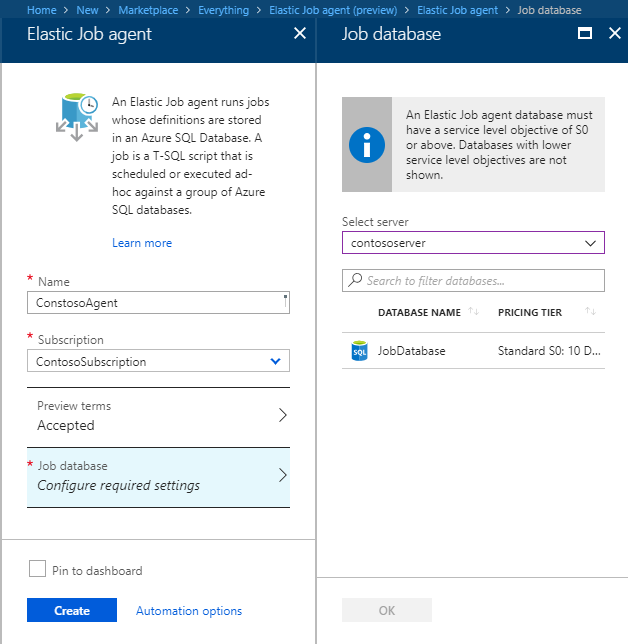 Home > New > Marketplace > Everything > Elastic Job agent (preview) > Elastic Job agent > Job database
Elastic Job agent
An Elastic Job agent runs jobs
whose definitions are stored
in an Azure SQL Database. A
job is a T-SQL script that is
scheduled or executed ad-
hoc against a group of Azure
SQL databases.
Learn more
* Name
ConstosoAgent
* Subscription
ContosoSubscription
Preview terms
Accepted
* Job database
Configure required settings
Pin to dashboard
Create
Automation options
Job database
An Elastic Job agent database must
have a service level objective of S0
or above. Databases with lower
service level objectives are not
shown.
Select server
contososerver
Search to filter databases...
DATABASE NAME PRICING TIER
SQL JobDatabase Standard S0: 10 D...
OK